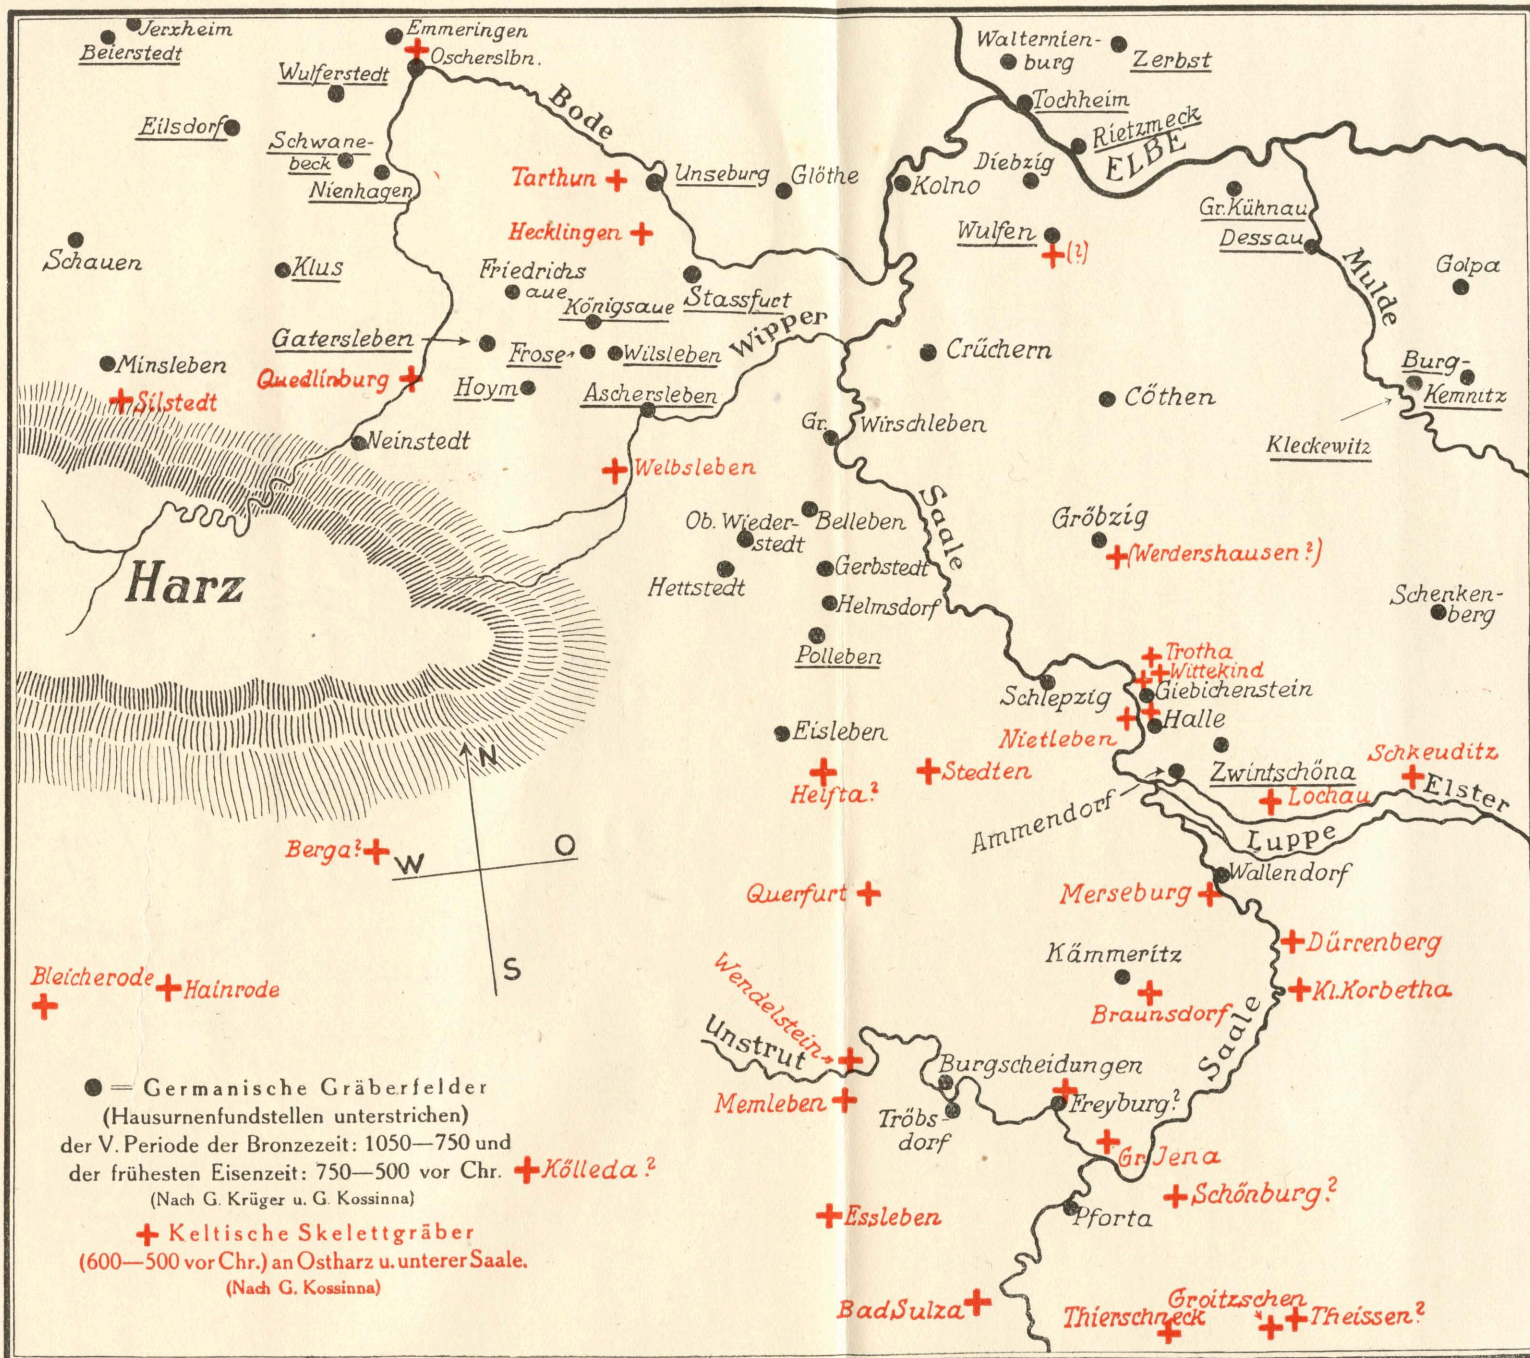 Jerxheim
Beierstedt
Emmeringen
Oscherslbn.
Wulferstedt
Eilsdorf
Schwane-
beck
Nienhagen
Bode
Tarthun
Unseburg
Glöthe
Hecklingen
Walternien-
burg
Zerbst
Tochheim
Rietzmeck
ELBE
Diebzig
Kolno
Wulfen
(?)
Gr. Kühnau
Dessau
Mulde
Golpa
Schauen
Klus
Friedrichs
aue
Königsaue
Stassfurt
Gatersleben
Frose
Wilsleben
Wipper
Minsleben
Silstedt
Quedlinburg
Hoym
Aschersleben
Crüchern
Cöthen
Burg-
Kemnitz
Kleckewitz
Neinstedt
Gr. Wirschleben
Welbsleben
Saale
Belleben
Ob. Wieder-
stedt
Hettstedt
Gerbstedt
Helmsdorf
Polleben
Gröbzig
(Werdershausen?)
Schenken-
berg
Harz
Trotha
Wittekind
Giebichenstein
Schlepzig
Halle
Nietleben
Eisleben
Helfta?
Stedten
Zwintschöna
Schkeuditz
Lochau
Elster
Ammendorf
Luppe
Wallendorf
N
W
O
S
Berga?
Querfurt
Merseburg
Dürrenberg
Kämmeritz
Kl. Korbetha
Braunsdorf
Saale
Bleicherode
Hainrode
Wendelstein
Unstrut
Memleben
Burgscheidungen
Tröbs-
dorf
Freyburg?
Gr. Jena
Schönburg?
Pforta
Kölleda?
Essleben
Bad Sulza
Thierschneck
Groitzschen
Theissen?
= Germanische Gräberfelder
(Hausurnenfundstellen unterstrichen)
der V. Periode der Bronzezeit: 1050—750 und
der frühesten Eisenzeit: 750—500 vor Chr.
(Nach G. Krüger u. G. Kossinna)
Keltische Skelettgräber
(600—500 vor Chr.) an Ostharz u. unterer Saale.
(Nach G. Kossinna)